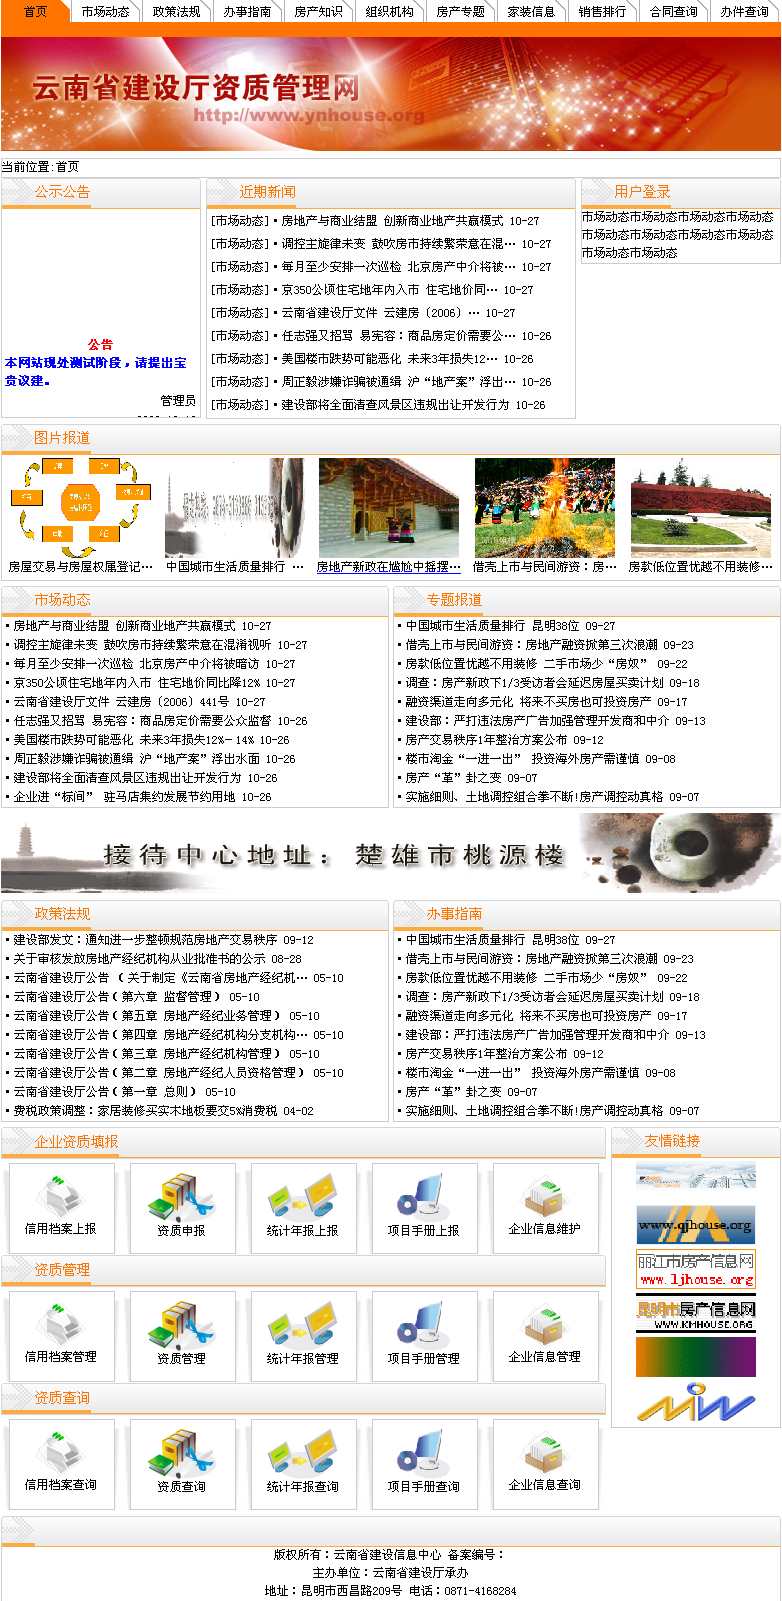 首页 市场动态 政策法规 办事指南 房产知识 组织机构 房产专题 家装信息 销售排行 合同查询 办件查询
云南省建设厅资质管理网
http://www.ynhouse.org
当前位置:首页
公示公告
公告
本网站现处测试阶段，请提出宝
贵议建。
管理员
近期新闻
[市场动态]·房地产与商业结盟 创新商业地产共赢模式 10-27
[市场动态]·调控主旋律未变 鼓吹房市持续繁荣意在混… 10-27
[市场动态]·每月至少安排一次巡检 北京房产中介将被… 10-27
[市场动态]·京350公顷住宅地年内入市 住宅地价同… 10-27
[市场动态]·云南省建设厅文件 云建房〔2006〕… 10-27
[市场动态]·任志强又招骂 易宪容：商品房定价需要公… 10-26
[市场动态]·美国楼市跌势可能恶化 未来3年损失12… 10-26
[市场动态]·周正毅涉嫌诈骗被通缉 沪“地产案”浮出… 10-26
[市场动态]·建设部将全面清查风景区违规出让开发行为 10-26
用户登录
市场动态市场动态市场动态市场动态
市场动态市场动态市场动态市场动态
市场动态市场动态
图片报道
房屋交易与房屋权属登记…
中国城市生活质量排行 …
房地产新政在尴尬中摇摆…
借壳上市与民间游资：房…
房款低位置优越不用装修…
市场动态
·房地产与商业结盟 创新商业地产共赢模式 10-27
·调控主旋律未变 鼓吹房市持续繁荣意在混淆视听 10-27
·每月至少安排一次巡检 北京房产中介将被暗访 10-27
·京350公顷住宅地年内入市 住宅地价同比降12% 10-27
·云南省建设厅文件 云建房〔2006〕441号 10-27
·任志强又招骂 易宪容：商品房定价需要公众监督 10-26
·美国楼市跌势可能恶化 未来3年损失12%－14% 10-26
·周正毅涉嫌诈骗被通缉 沪“地产案”浮出水面 10-26
·建设部将全面清查风景区违规出让开发行为 10-26
·企业进“标间” 驻马店集约发展节约用地 10-26
专题报道
·中国城市生活质量排行 昆明38位 09-27
·借壳上市与民间游资：房地产融资掀第三次浪潮 09-23
·房款低位置优越不用装修 二手市场少“房奴” 09-22
·调查：房产新政下1/3受访者会延迟房屋买卖计划 09-18
·融资渠道走向多元化 将来不买房也可投资房产 09-17
·建设部：严打违法房产广告加强管理开发商和中介 09-13
·房产交易秩序1年整治方案公布 09-12
·楼市淘金“一进一出” 投资海外房产需谨慎 09-08
·房产“革”卦之变 09-07
·实施细则、土地调控组合拳不断!房产调控动真格 09-07
接待中心地址：楚雄市桃源楼
政策法规
·建设部发文：通知进一步整顿规范房地产交易秩序 09-12
·关于审核发放房地产经纪机构从业批准书的公示 08-28
·云南省建设厅公告 （关于制定《云南省房地产经纪机… 05-10
·云南省建设厅公告（第六章 监督管理） 05-10
·云南省建设厅公告（第五章 房地产经纪业务管理） 05-10
·云南省建设厅公告（第四章 房地产经纪机构分支机构… 05-10
·云南省建设厅公告（第三章 房地产经纪机构管理） 05-10
·云南省建设厅公告（第二章 房地产经纪人员资格管理） 05-10
·云南省建设厅公告（第一章 总则） 05-10
·费税政策调整：家居装修买实木地板要交5%消费税 04-02
办事指南
·中国城市生活质量排行 昆明38位 09-27
·借壳上市与民间游资：房地产融资掀第三次浪潮 09-23
·房款低位置优越不用装修 二手市场少“房奴” 09-22
·调查：房产新政下1/3受访者会延迟房屋买卖计划 09-18
·融资渠道走向多元化 将来不买房也可投资房产 09-17
·建设部：严打违法房产广告加强管理开发商和中介 09-13
·房产交易秩序1年整治方案公布 09-12
·楼市淘金“一进一出” 投资海外房产需谨慎 09-08
·房产“革”卦之变 09-07
·实施细则、土地调控组合拳不断!房产调控动真格 09-07
企业资质填报
信用档案上报 资质申报 统计年报上报 项目手册上报 企业信息维护
资质管理
信用档案管理 资质管理 统计年报管理 项目手册管理 企业信息管理
资质查询
信用档案查询 资质查询 统计年报查询 项目手册查询 企业信息查询
友情链接
www.qjhouse.org
丽江市房产信息网
www.ljhouse.org
昆明市房产信息网
WWW.KMHOUSE.ORG
版权所有：云南省建设信息中心 备案编号：
主办单位：云南省建设厅承办
地址：昆明市西昌路209号 电话：0871-4168284